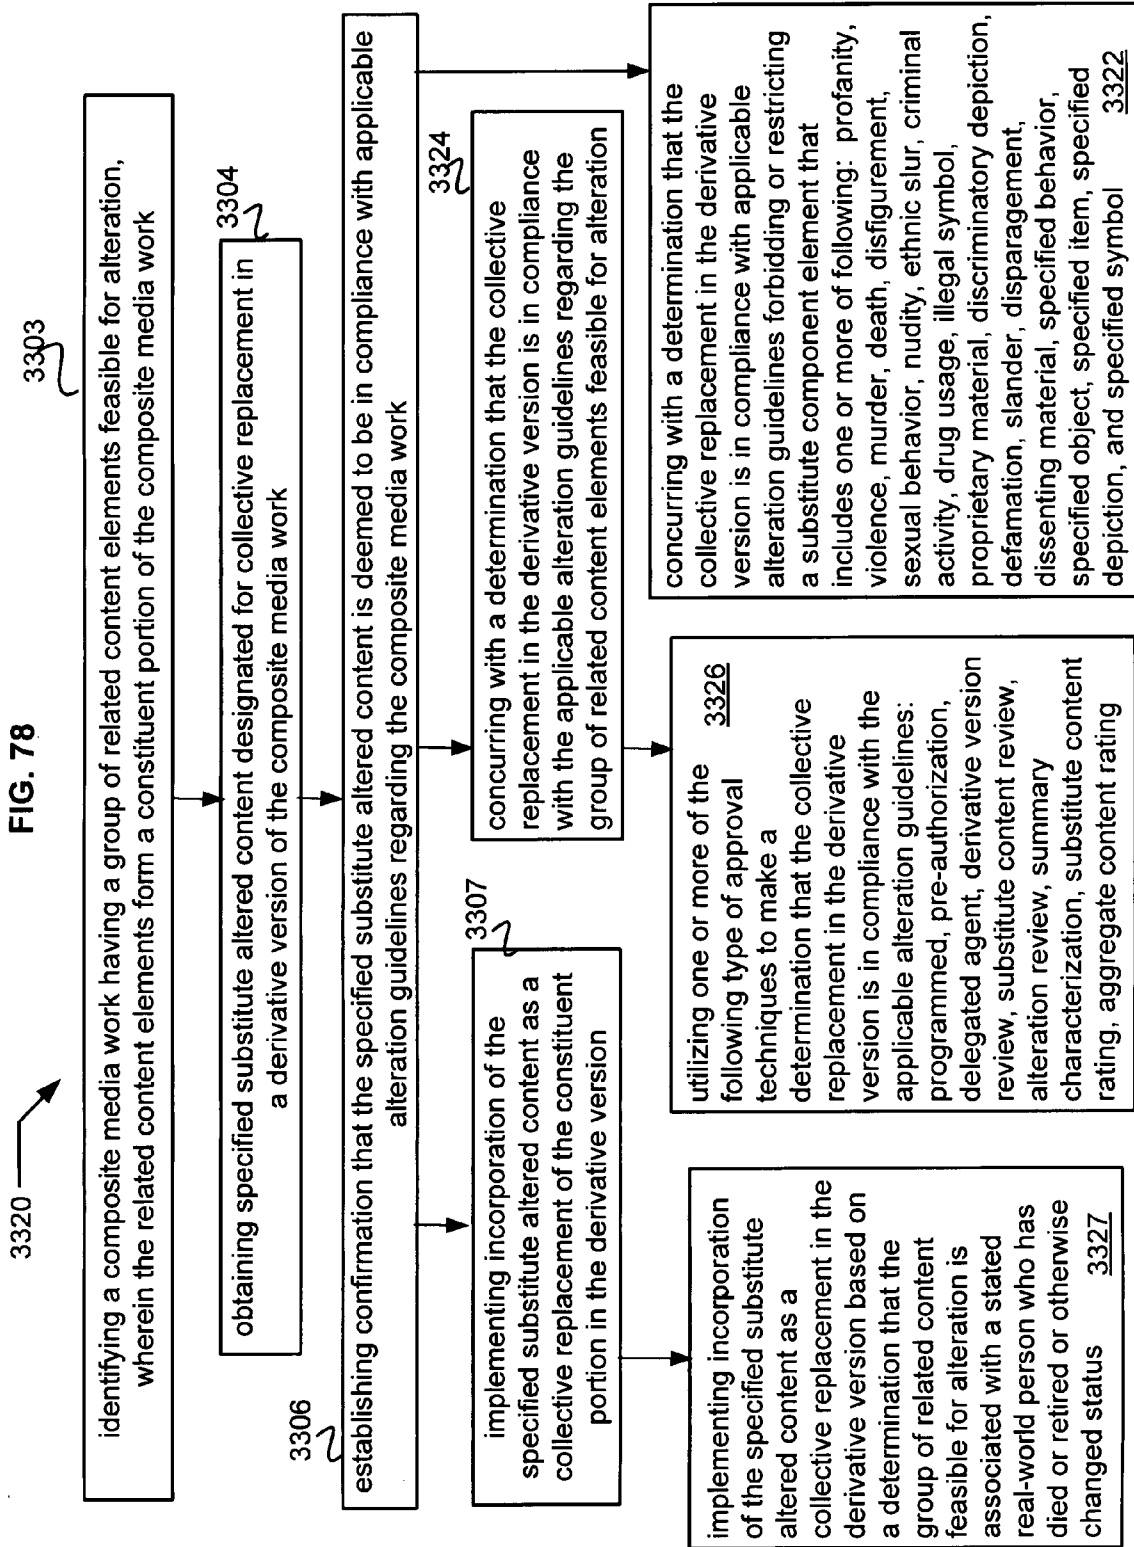 FIG. 78
3320
3303
identifying a composite media work having a group of related content elements feasible for alteration,
wherein the related content elements form a constituent portion of the composite media work
3304
obtaining specified substitute altered content designated for collective replacement in
a derivative version of the composite media work
3306
establishing confirmation that the specified substitute altered content is deemed to be in compliance with applicable
alteration guidelines regarding the composite media work
3307
implementing incorporation of the
specified substitute altered content as a
collective replacement of the constituent
portion in the derivative version
3324
concurring with a determination that the collective
replacement in the derivative version is in compliance
with the applicable alteration guidelines regarding the
group of related content elements feasible for alteration
implementing incorporation
of the specified substitute
altered content as a
collective replacement in the
derivative version based on
a determination that the
group of related content
feasible for alteration is
associated with a stated
real-world person who has
died or retired or otherwise
changed status 3327
utilizing one or more of the 3326
following type of approval
techniques to make a
determination that the collective
replacement in the derivative
version is in compliance with the
applicable alteration guidelines:
programmed, pre-authorization,
delegated agent, derivative version
review, substitute content review,
alteration review, summary
characterization, substitute content
rating, aggregate content rating
concurring with a determination that the
collective replacement in the derivative
version is in compliance with applicable
alteration guidelines forbidding or restricting
a substitute component element that
includes one or more of following: profanity,
violence, murder, death, disfigurement,
sexual behavior, nudity, ethnic slur, criminal
activity, drug usage, illegal symbol,
proprietary material, discriminatory depiction,
defamation, slander, disparagement,
dissenting material, specified behavior,
specified object, specified item, specified
depiction, and specified symbol 3322